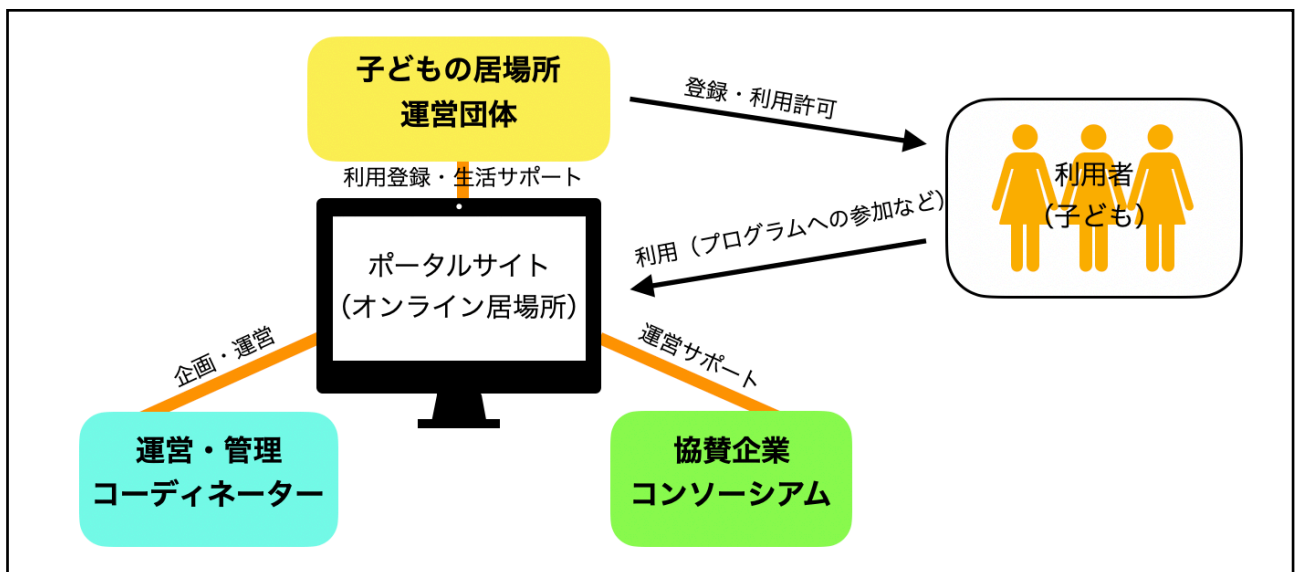 子どもの居場所
運営団体
登録・利用許可
利用登録・生活サポート
利用者
（子ども）
利用（プログラムへの参加など）
ポータルサイト
（オンライン居場所）
企画・運営
運営サポート
運営・管理
コーディネーター
協賛企業
コンソーシアム